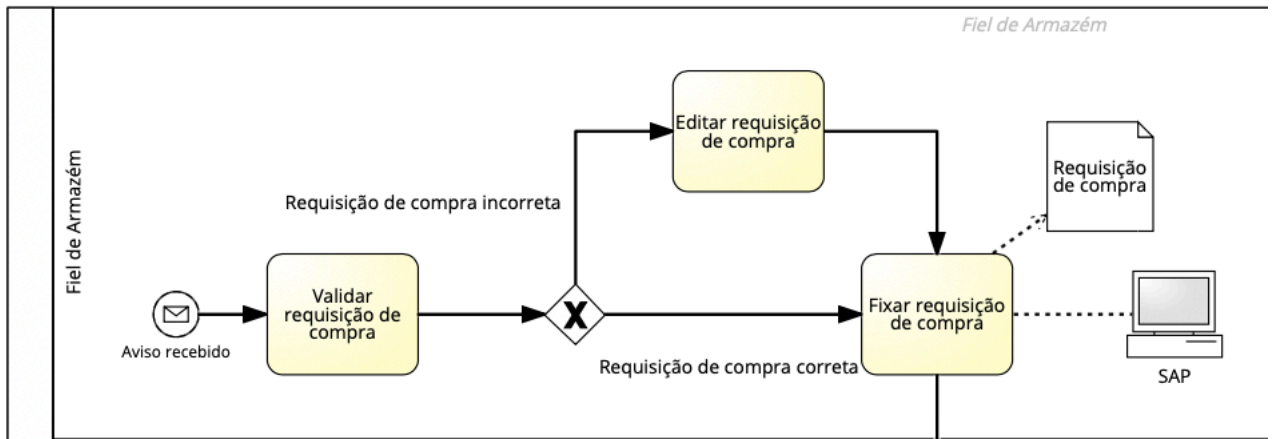 Fiel de Armazém
Fiel de Armazém
Editar requisição
de compra
Requisição
de compra
Requisição de compra incorreta
Validar
requisição de
compra
X
Fixar requisição
de compra
Aviso recebido
Requisição de compra correta
SAP